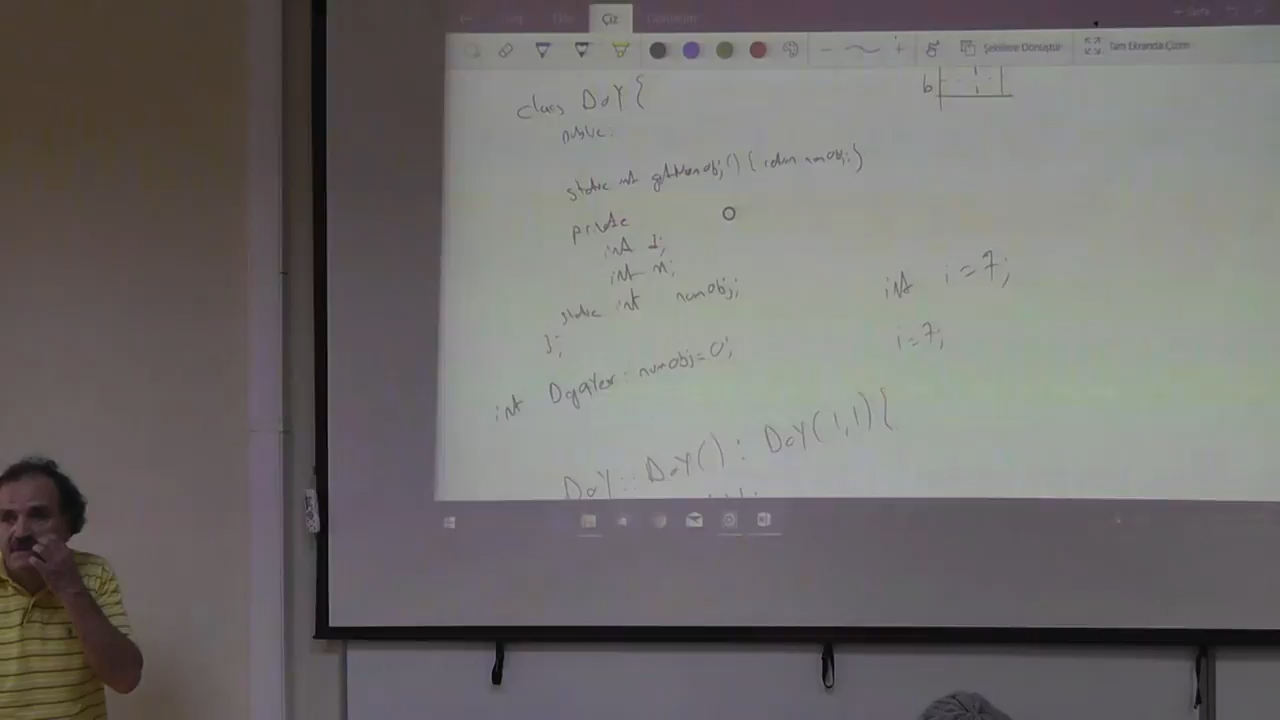 Çiz
Şekillere Dönüştür
Tam Ekranda Çizim
b
class DoY{
public:
static int getNumobj() { return numobj; }
private
int d;
int m;
static int numobj;
};
int i = 7;
i = 7;
int DgqYer:: numobj = 0;
DoY :: DoY() : DoY(1,1) {